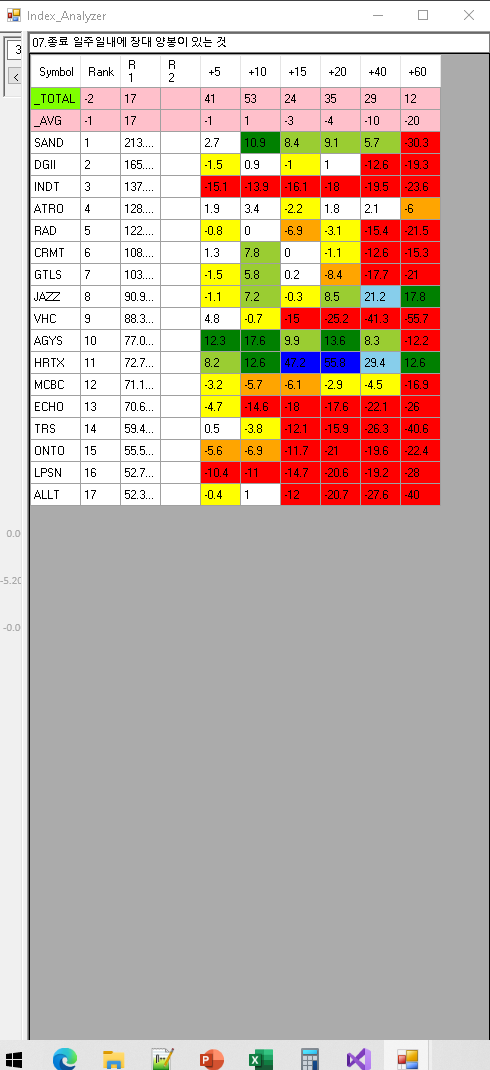 Index_Analyzer
3
07.종료 일주일내에 장대 양봉이 있는 것
Symbol Rank R 1 R 2 +5 +10 +15 +20 +40 +60
_TOTAL -2 17 41 53 24 35 29 12
_AVG -1 17 -1 1 -3 -4 -10 -20
SAND 1 213.... 2.7 10.9 8.4 9.1 5.7 -30.3
DGII 2 165.... -1.5 0.9 -1 1 -12.6 -19.3
INDT 3 137.... -15.1 -13.9 -16.1 -18 -19.5 -23.6
ATRO 4 128.... 1.9 3.4 -2.2 1.8 2.1 -6
RAD 5 122.... -0.8 0 -6.9 -3.1 -15.4 -21.5
CRMT 6 108.... 1.3 7.8 0 -1.1 -12.6 -15.3
GTLS 7 103.... -1.5 5.8 0.2 -8.4 -17.7 -21
JAZZ 8 90.9... -1.1 7.2 -0.3 8.5 21.2 17.8
VHC 9 88.3... 4.8 -0.7 -15 -25.2 -41.3 -55.7
AGYS 10 77.0... 12.3 17.6 9.9 13.6 8.3 -12.2
HRTX 11 72.7... 8.2 12.6 47.2 29.4 12.6
MCBC 12 71.1... -3.2 -5.7 -6.1 -2.9 -4.5 -16.9
ECHO 13 70.6... -4.7 -14.6 -18 -17.6 -22.1 -26
TRS 14 59.4... 0.5 -3.8 -12.1 -15.9 -26.3 -40.6
ONTO 15 55.5... -5.6 -6.9 -11.7 -21 -19.6 -22.4
LPSN 16 52.7... -10.4 -11 -14.7 -20.6 -19.2 -28
ALLT 17 52.3... -0.4 1 -12 -20.7 -27.6 -40
-5.20